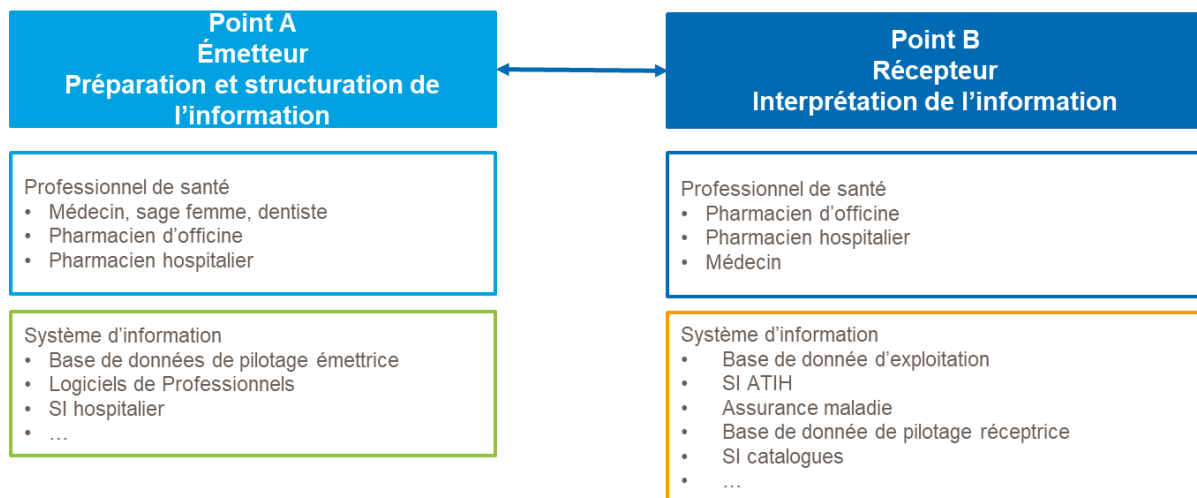 Point A
Émetteur
Préparation et structuration de
l’information
Point B
Récepteur
Interprétation de l’information
Professionnel de santé
• Médecin, sage femme, dentiste
• Pharmacien d’officine
• Pharmacien hospitalier
Professionnel de santé
• Pharmacien d’officine
• Pharmacien hospitalier
• Médecin
Système d’information
• Base de données de pilotage émettrice
• Logiciels de Professionnels
• SI hospitalier
• …
Système d’information
• Base de donnée d’exploitation
• SI ATIH
• Assurance maladie
• Base de donnée de pilotage réceptrice
• SI catalogues
• …